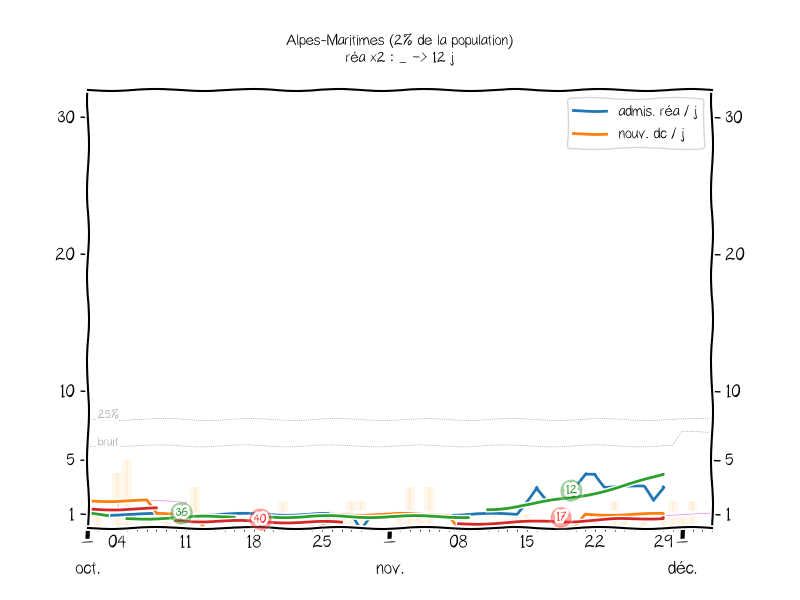 Alpes-Maritimes (2% de la population)
réa x2 : _ -> 12 j
admis. réa / j
nouv. dc / j
30
30
20
20
10
10
25%
bruit
5
5
1
1
36
40
12
17
04
11
18
25
08
15
22
29
oct.
nov.
déc.